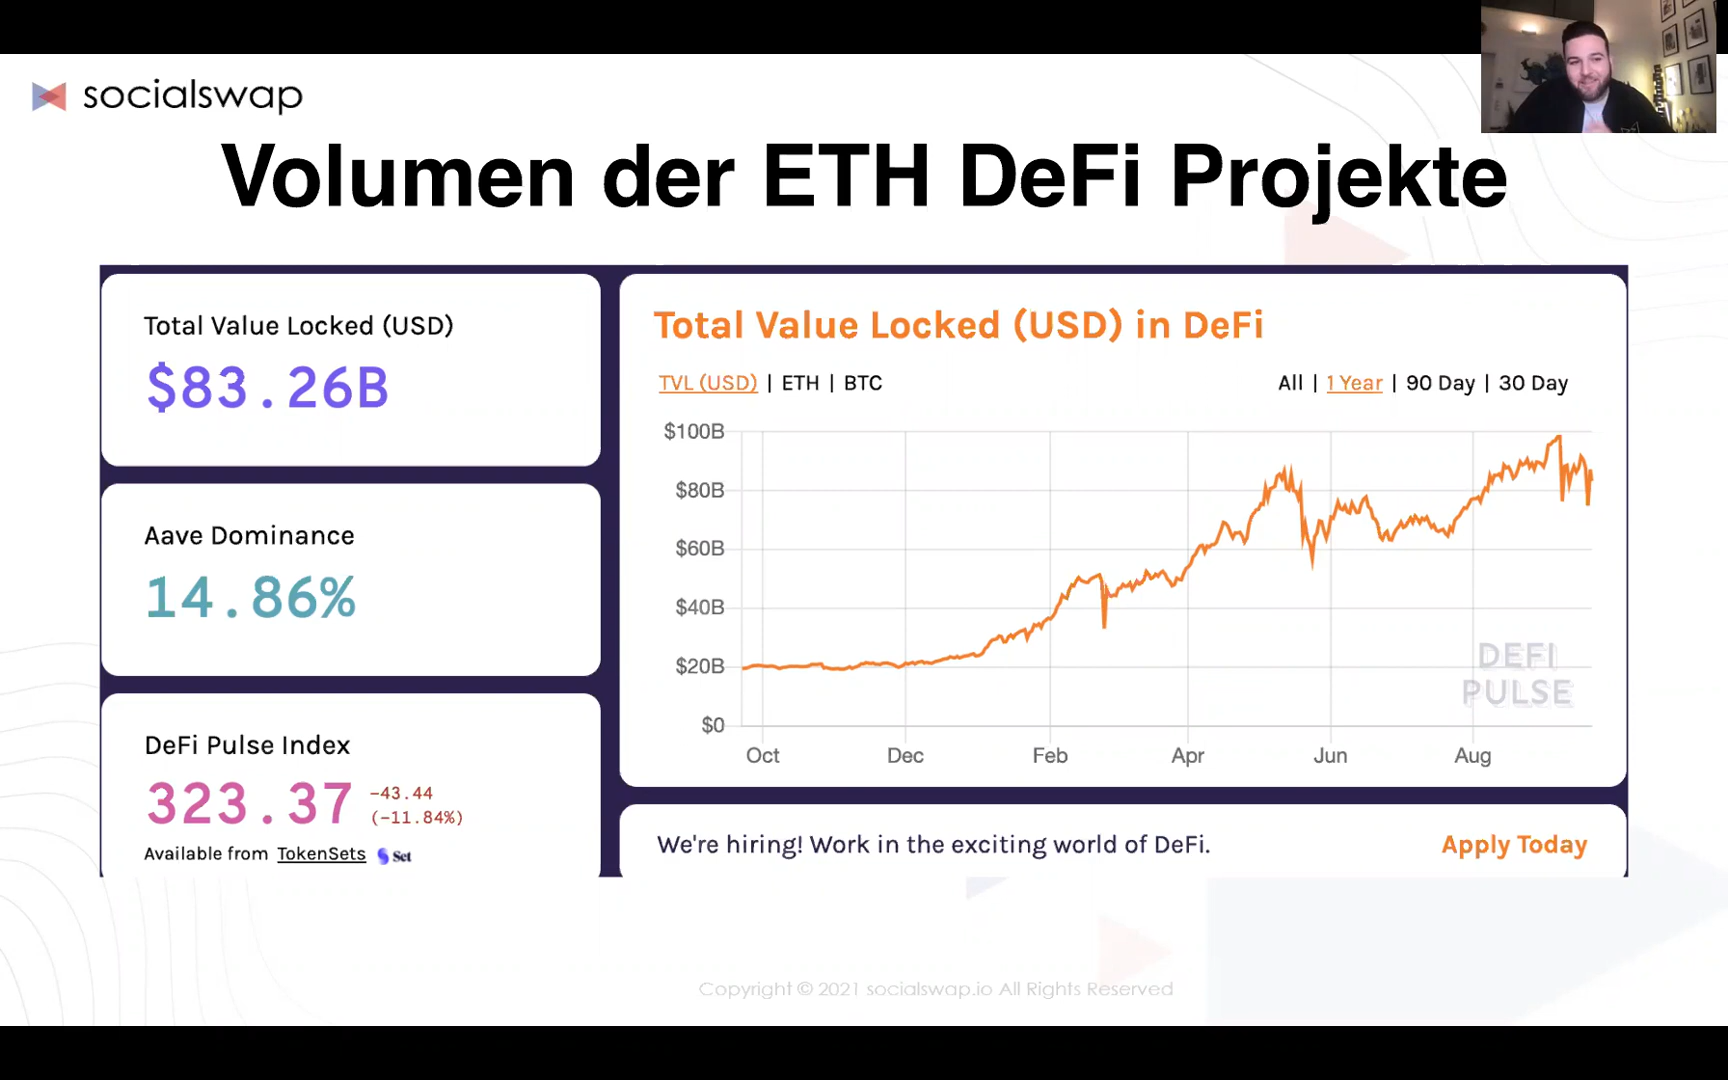 socialswap
Volumen der ETH DeFi Projekte
Total Value Locked (USD)
$83.26B
Aave Dominance
14.86%
DeFi Pulse Index
323.37
-43.44
(-11.84%)
Available from TokenSets Set
Total Value Locked (USD) in DeFi
TVL (USD) | ETH | BTC
All | 1 Year | 90 Day | 30 Day
$100B
$80B
$60B
$40B
$20B
$0
Oct Dec Feb Apr Jun Aug
DEFI
PULSE
We're hiring! Work in the exciting world of DeFi.
Apply Today
Copyright © 2021 socialswap.io All Rights Reserved